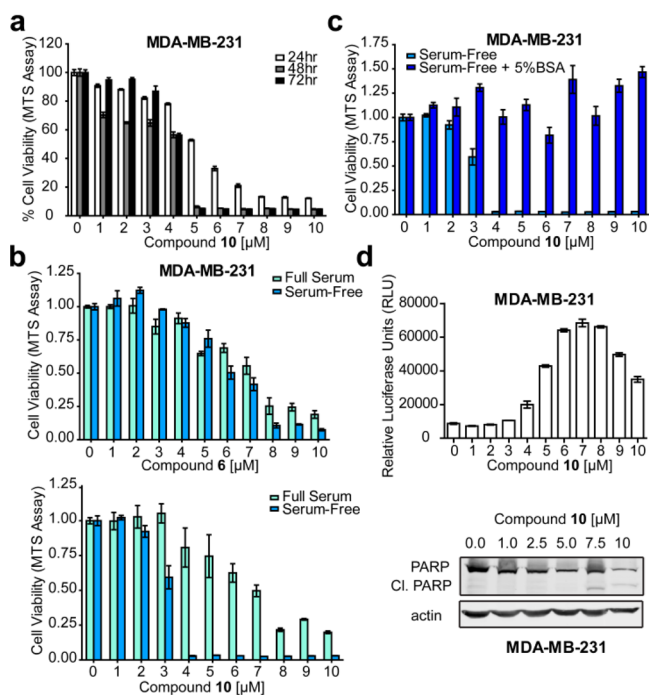 a
MDA-MB-231
% Cell Viability (MTS Assay)
120
100
80
60
40
20
0
24hr
48hr
72hr
0 1 2 3 4 5 6 7 8 9 10
Compound 10 [µM]
b
MDA-MB-231
Cell Viability (MTS Assay)
1.25
1.00
0.75
0.50
0.25
0.00
Full Serum
Serum-Free
0 1 2 3 4 5 6 7 8 9 10
Compound 6 [µM]
Cell Viability (MTS Assay)
1.25
1.00
0.75
0.50
0.25
0.00
Full Serum
Serum-Free
0 1 2 3 4 5 6 7 8 9 10
Compound 10 [µM]
c
MDA-MB-231
Cell Viability (MTS Assay)
1.75
1.50
1.25
1.00
0.75
0.50
0.25
0.00
Serum-Free
Serum-Free + 5%BSA
0 1 2 3 4 5 6 7 8 9 10
Compound 10 [µM]
d
MDA-MB-231
Relative Luciferase Units (RLU)
80000
60000
40000
20000
0
0 1 2 3 4 5 6 7 8 9 10
Compound 10 [µM]
Compound 10 [µM]
0.0 1.0 2.5 5.0 7.5 10
PARP
Cl. PARP
actin
MDA-MB-231